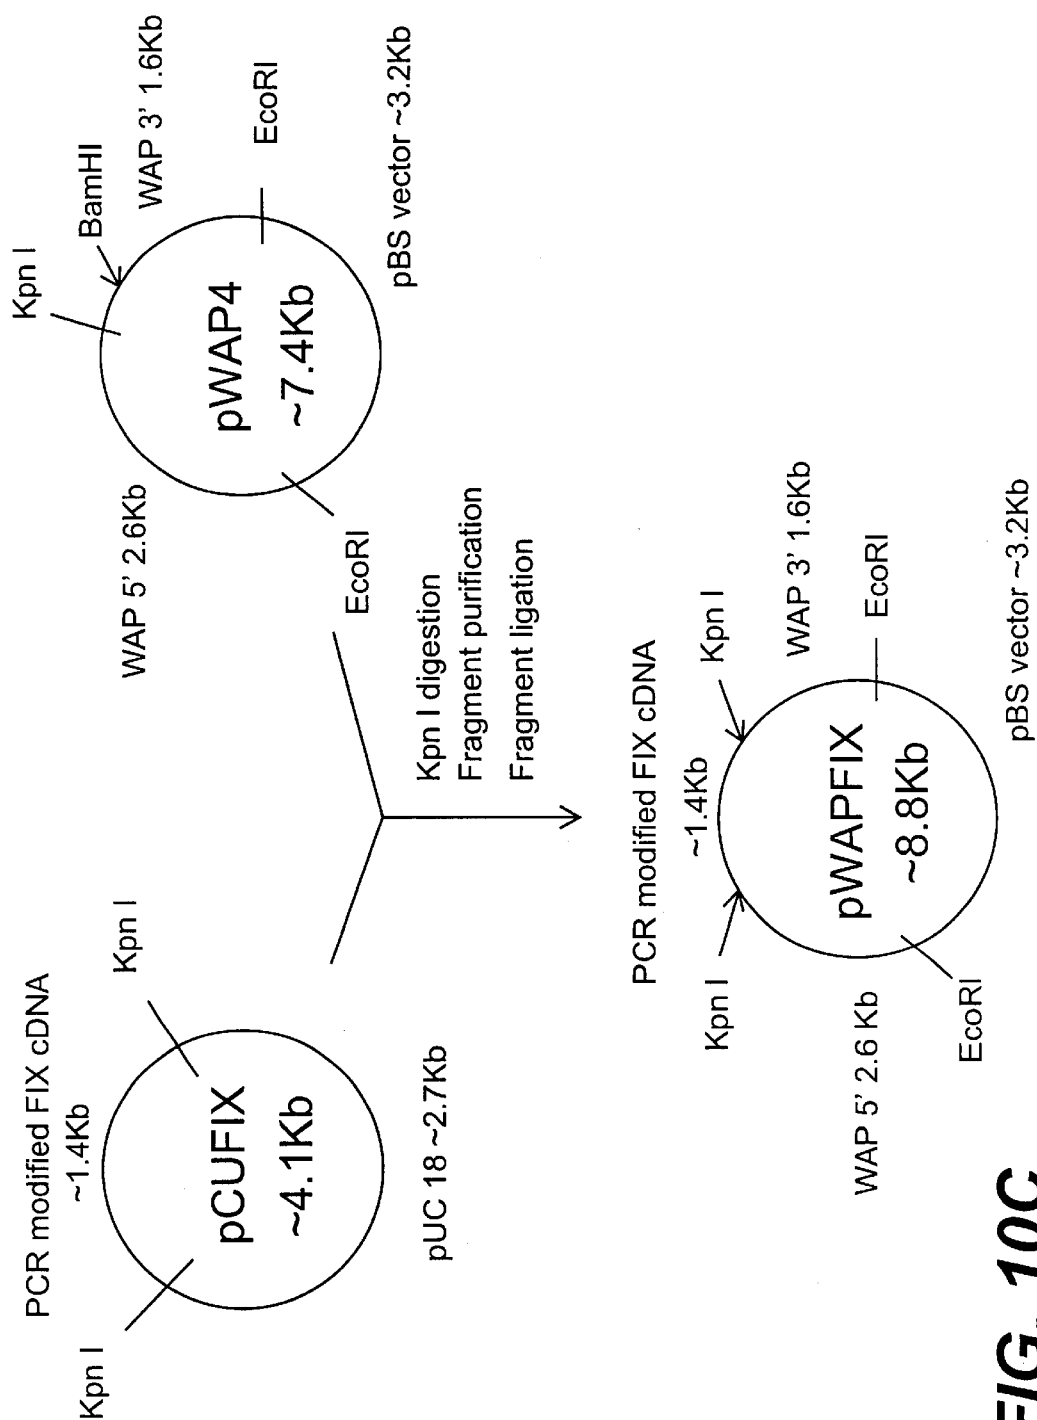 PCR modified FIX cDNA
~1.4Kb
Kpn I
Kpn I
pCUFIX
~4.1Kb
pUC 18 ~2.7Kb
Kpn I
BamHI
WAP 5' 2.6Kb
WAP 3' 1.6Kb
pWAP4
~7.4Kb
EcoRI
EcoRI
pBS vector ~3.2Kb
Kpn I digestion
Fragment purification
Fragment ligation
PCR modified FIX cDNA
~1.4Kb
Kpn I
Kpn I
WAP 5' 2.6 Kb
WAP 3' 1.6Kb
pWAPFIX
~8.8Kb
EcoRI
EcoRI
pBS vector ~3.2Kb
FIG. 10C